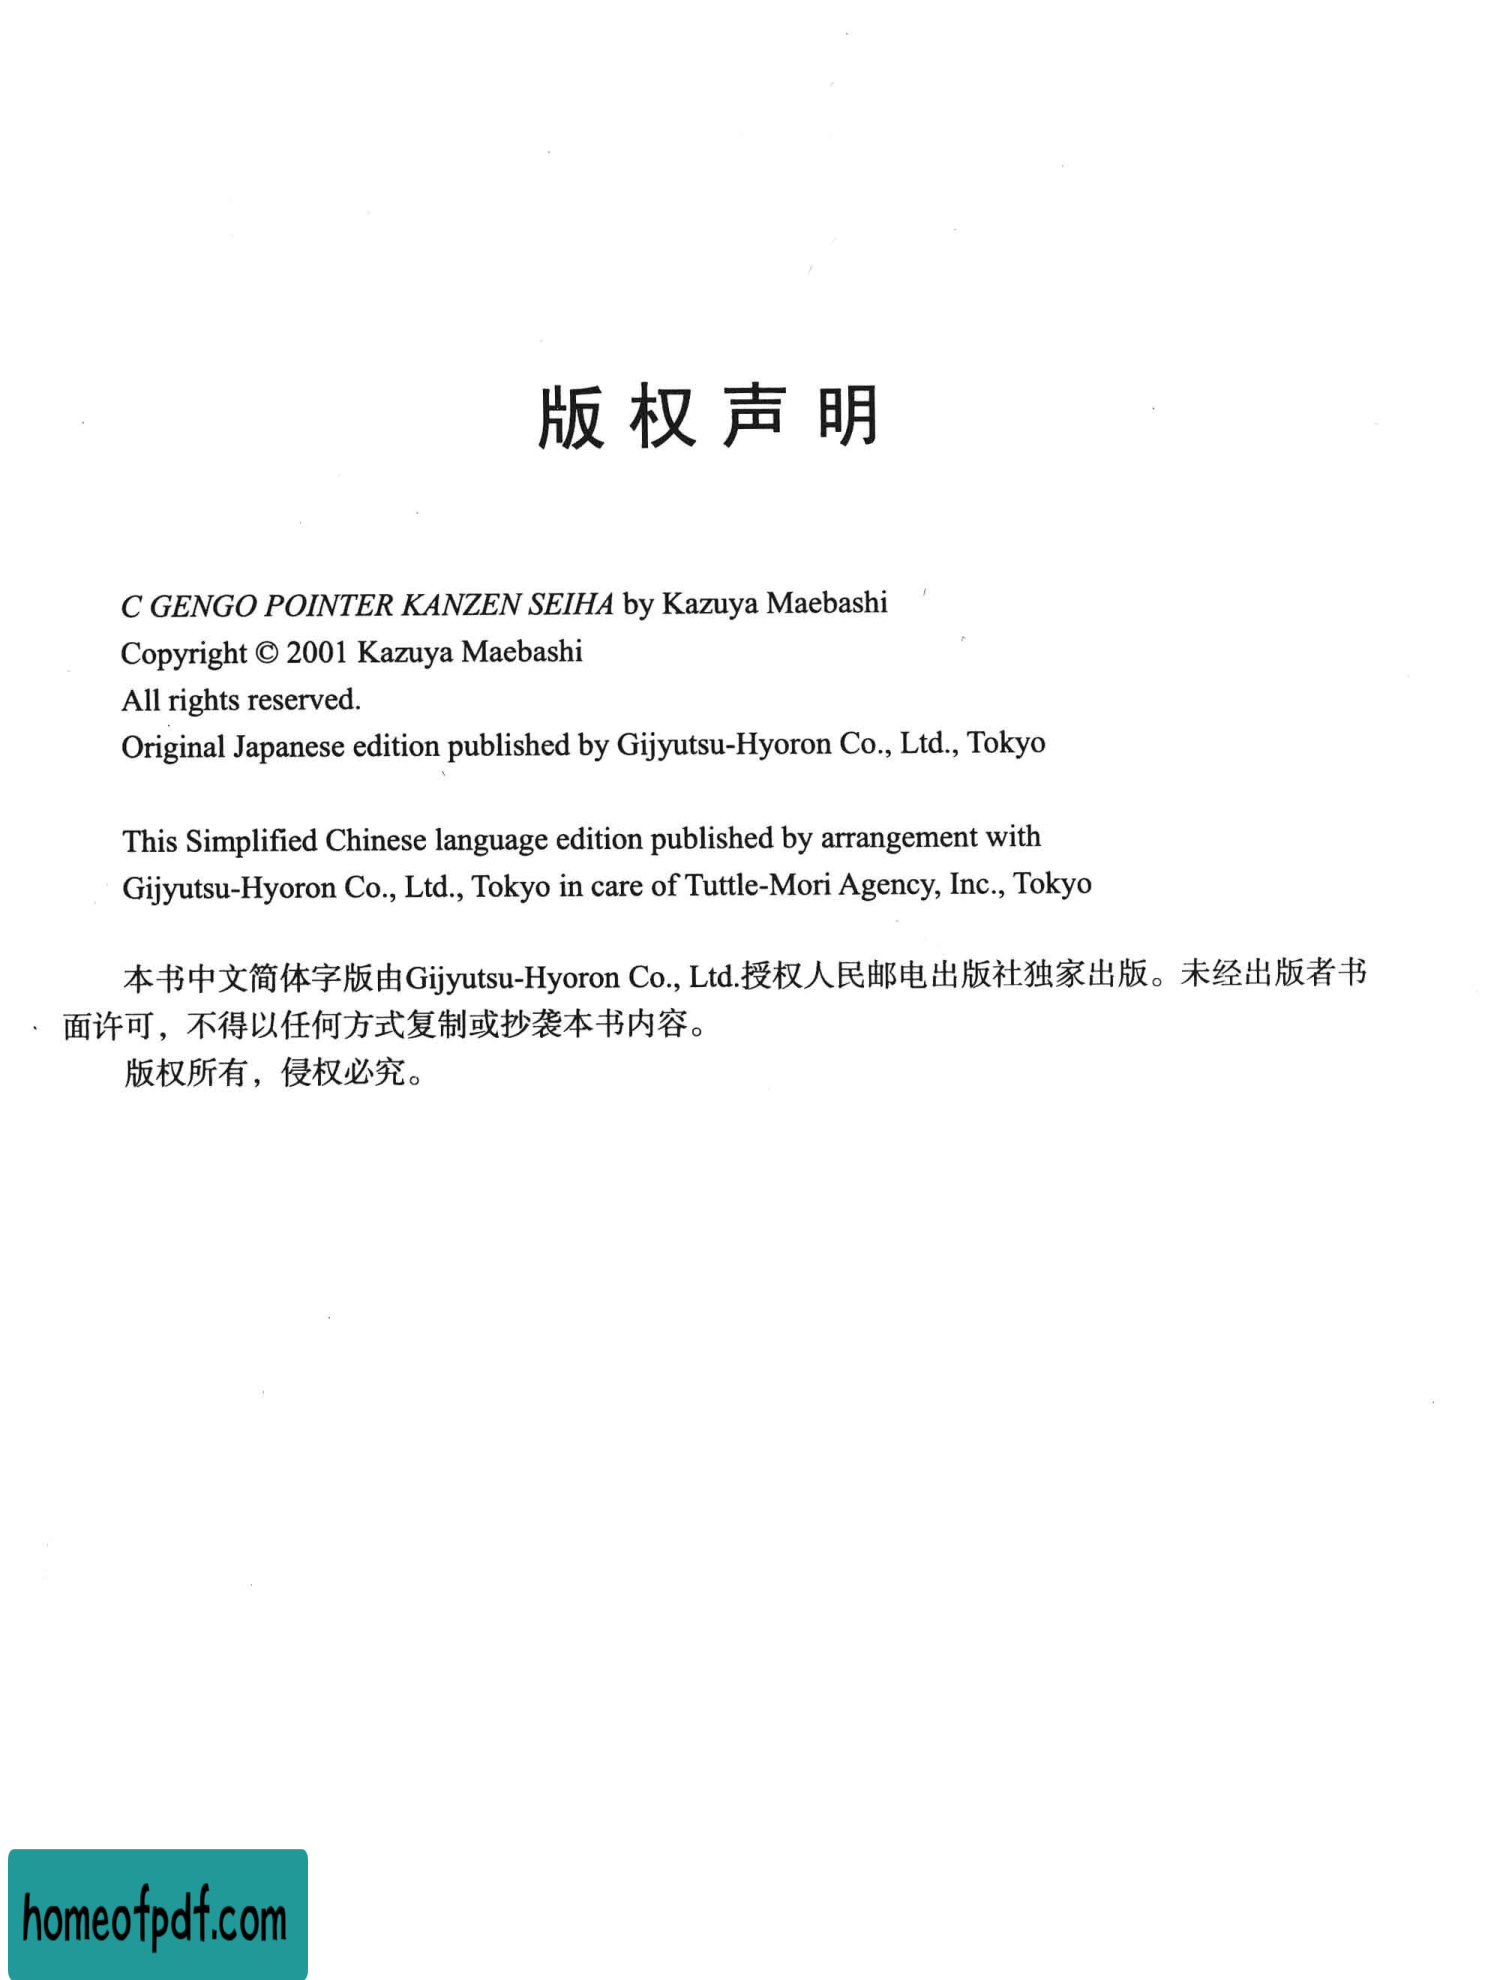 版权声明
C GENGO POINTER KANZEN SEIHA by Kazuya Maebashi
Copyright © 2001 Kazuya Maebashi
All rights reserved.
Original Japanese edition published by Gijyutsu-Hyoron Co., Ltd., Tokyo
This Simplified Chinese language edition published by arrangement with
Gijyutsu-Hyoron Co., Ltd., Tokyo in care of Tuttle-Mori Agency, Inc., Tokyo
本书中文简体字版由Gijyutsu-Hyoron Co., Ltd.授权人民邮电出版社独家出版。未经出版者书
面许可，不得以任何方式复制或抄袭本书内容。
版权所有，侵权必究。
homeofpdf.com